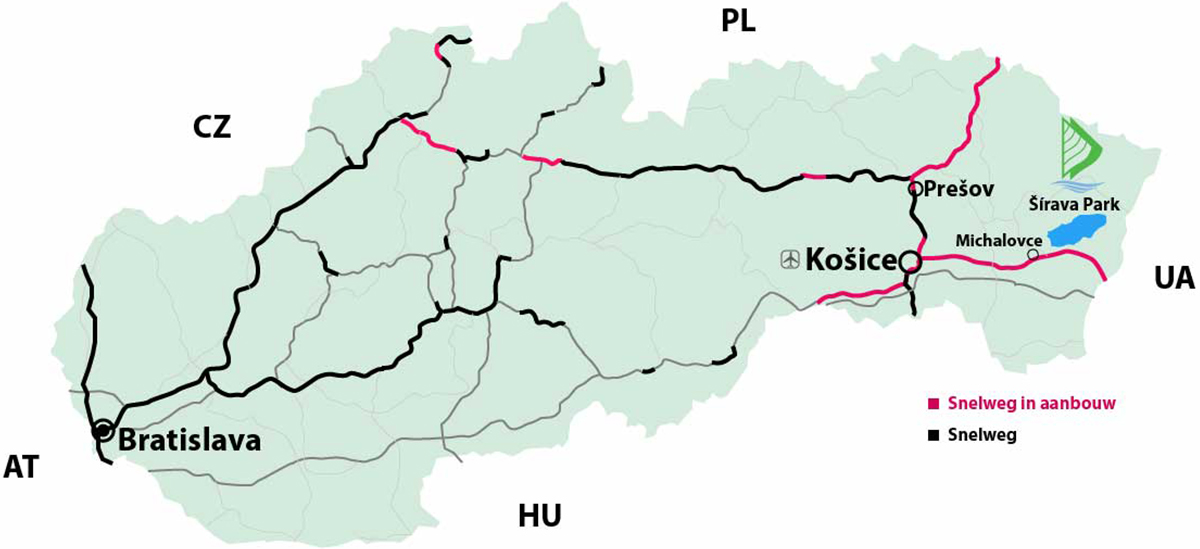 PL
CZ
Prešov
Šírava Park
Michalovce
Košice
UA
Snelweg in aanbouw
Snelweg
Bratislava
AT
HU